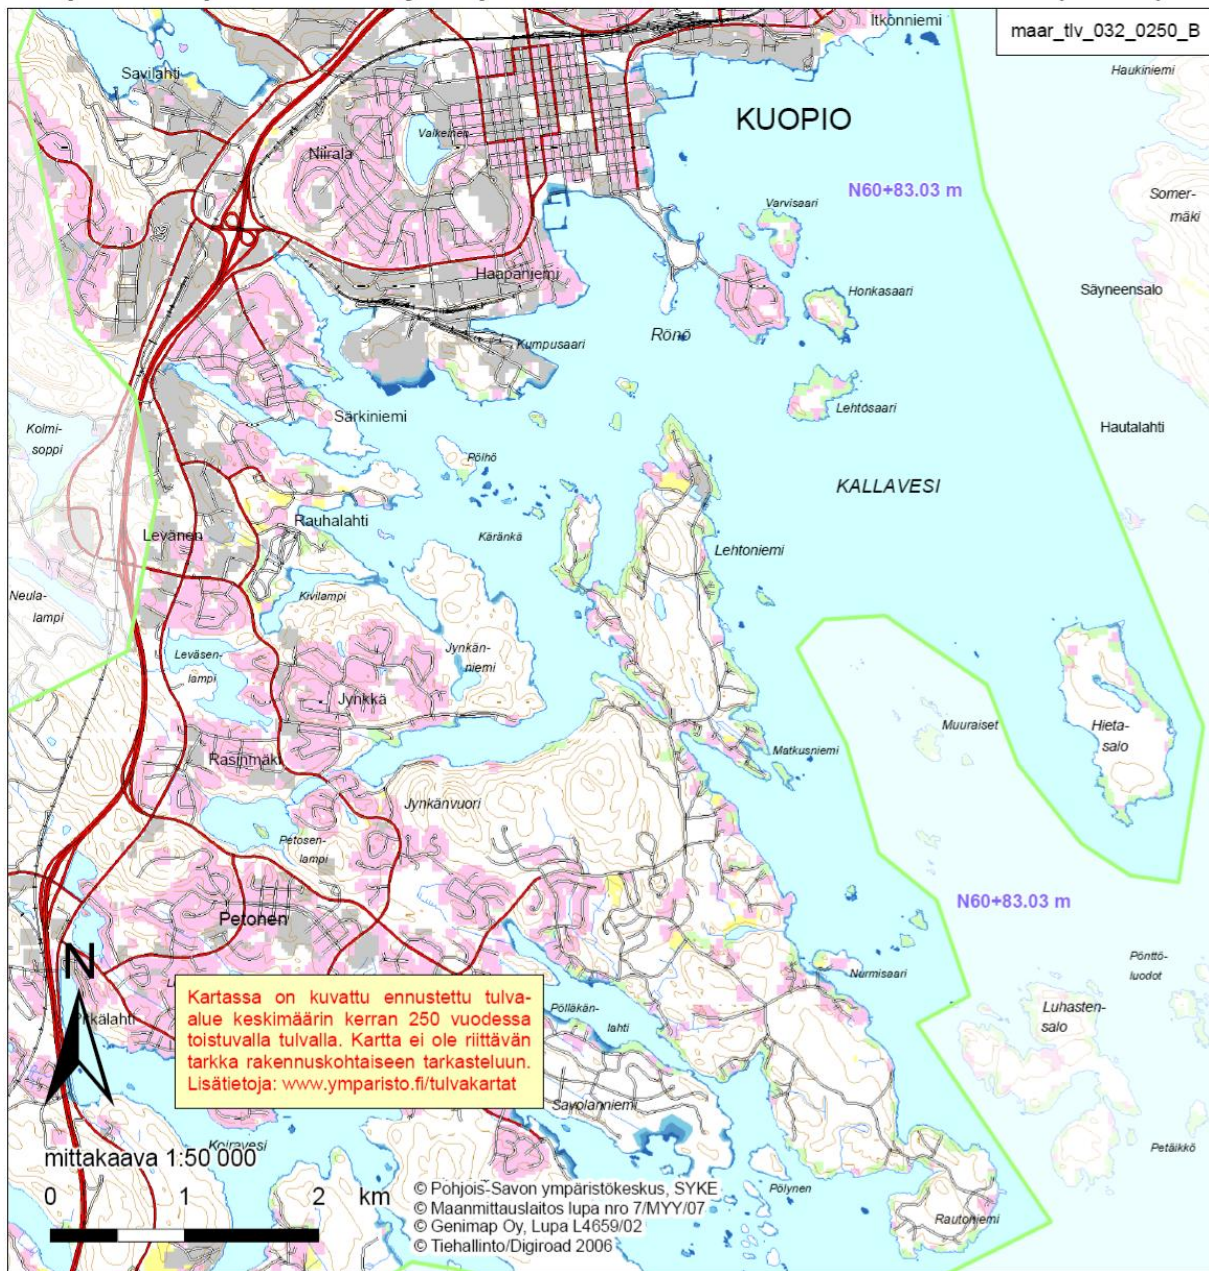 Itkonniemi
maar_tlv_032_0250_B
Savilahti
Haukiniemi
KUOPIO
Valkeinen
Niirala
N60+83.03 m
Somer-
mäki
Varvisaari
Haapaniemi
Honkasaari
Säyneensalo
Rönö
Kumpusaari
Särkiniemi
Lehtosaari
Kolmi-
soppi
Hautalahti
Pölhö
KALLAVESI
Rauhalahti
Levänen
Käränkä
Lehtoniemi
Neula-
lampi
Kivilampi
Leväsen-
lampi
Jynkän-
niemi
Jynkkä
Muuraiset
Hieta-
salo
Matkusniemi
Rasinmäki
Jynkänvuori
Petosen-
lampi
N60+83.03 m
Petonen
N
Nurmisaari
Pönttö-
luodot
Luhasten-
salo
Pölläkän-
lahti
Kartassa on kuvattu ennustettu tulva-
alue keskimäärin kerran 250 vuodessa
toistuvalla tulvalla. Kartta ei ole riittävän
tarkka rakennuskohtaiseen tarkasteluun.
Lisätietoja: www.ymparisto.fi/tulvakartat
Savolanniemi
Koiravesi
Petäikkö
mittakaava 1:50 000
0 1 2 km
Pölynen
Rautoniemi
© Pohjois-Savon ympäristökeskus, SYKE
© Maanmittauslaitos lupa nro 7/MYY/07
© Genimap Oy, Lupa L4659/02
© Tiehallinto/Digiroad 2006